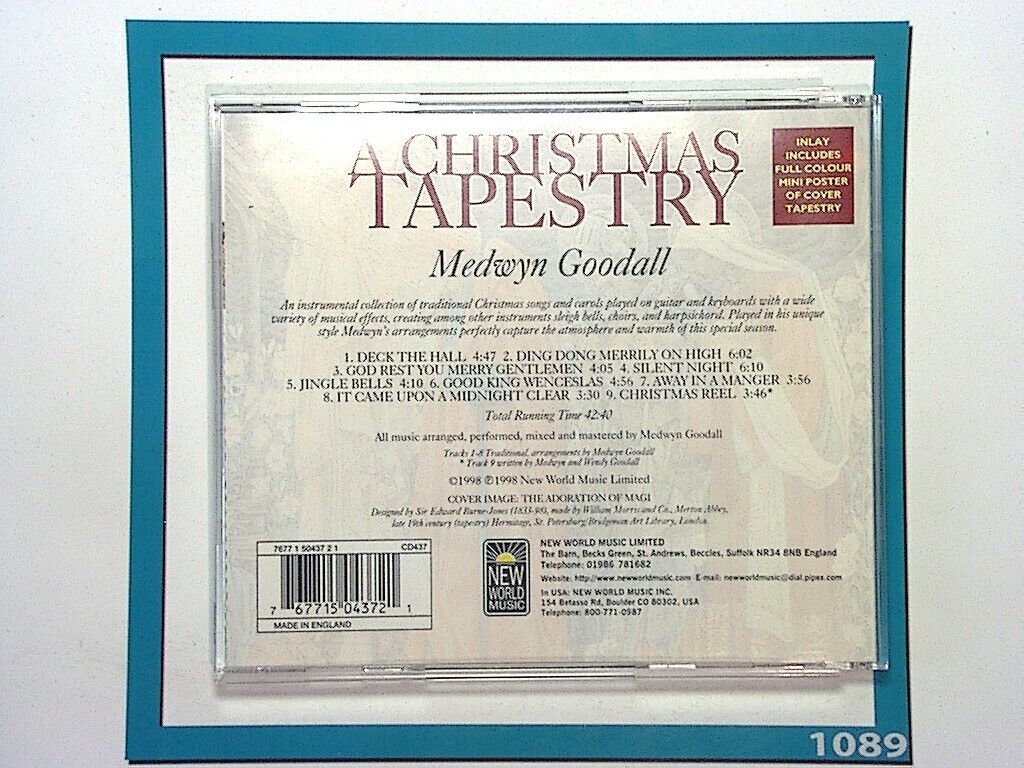 A CHRISTMAS
TAPESTRY
INLAY
INCLUDES
FULL COLOUR
MINI POSTER
OF COVER
TAPESTRY
Medwyn Goodall
An instrumental collection of traditional Christmas songs and carols played on guitar and keyboards with a wide
variety of musical effects, creating among other instruments sleigh bells, choirs, and harpsichord. Played in his unique
style Medwyn's arrangements perfectly capture the atmosphere and warmth of this special season.
1. DECK THE HALL 4:47 2. DING DONG MERRILY ON HIGH 6:02
3. GOD REST YOU MERRY GENTLEMEN 4:05 4. SILENT NIGHT 6:10
5. JINGLE BELLS 4:10 6. GOOD KING WENCESLAS 4:56 7. AWAY IN A MANGER 3:56
8. IT CAME UPON A MIDNIGHT CLEAR 3:30 9. CHRISTMAS REEL 3:46*
Total Running Time 42:40
All music arranged, performed, mixed and mastered by Medwyn Goodall
Tracks 1-8 Traditional, arrangements by Medwyn Goodall
* Track 9 written by Medwyn and Wendy Goodall
©1998 ℗1998 New World Music Limited
COVER IMAGE: THE ADORATION OF MAGI
Designed by Sir Edward Burne-Jones (1833-98), made by William Morris and Co., Merton Abbey,
late 19th century (tapestry) Hermitage, St. Petersburg/Bridgeman Art Library, London.
7677 1 50437 2 1 CD437
7 67715 04372 1
MADE IN ENGLAND
NEW
WORLD
MUSIC
NEW WORLD MUSIC LIMITED
The Barn, Becks Green, St. Andrews, Beccles, Suffolk NR34 8NB England
Telephone: 01986 781682
Website: http://www.newworldmusic.com E-mail: newworldmusic@dial.pipex.com
In USA: NEW WORLD MUSIC INC.
154 Betasso Rd, Boulder CO 80302, USA
Telephone: 800-771-0987
1089